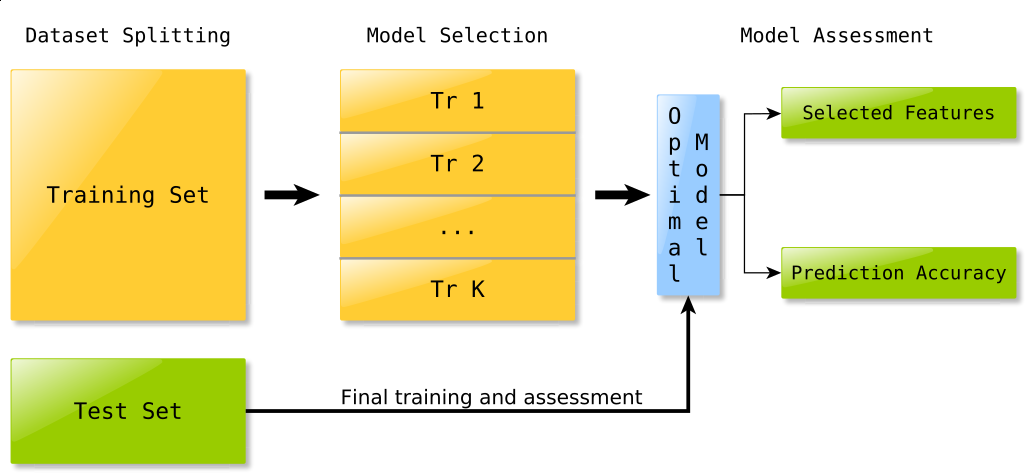 Dataset Splitting
Model Selection
Model Assessment
Training Set
Tr 1
Tr 2
...
Tr K
Optimal
Model
Selected Features
Prediction Accuracy
Test Set
Final training and assessment